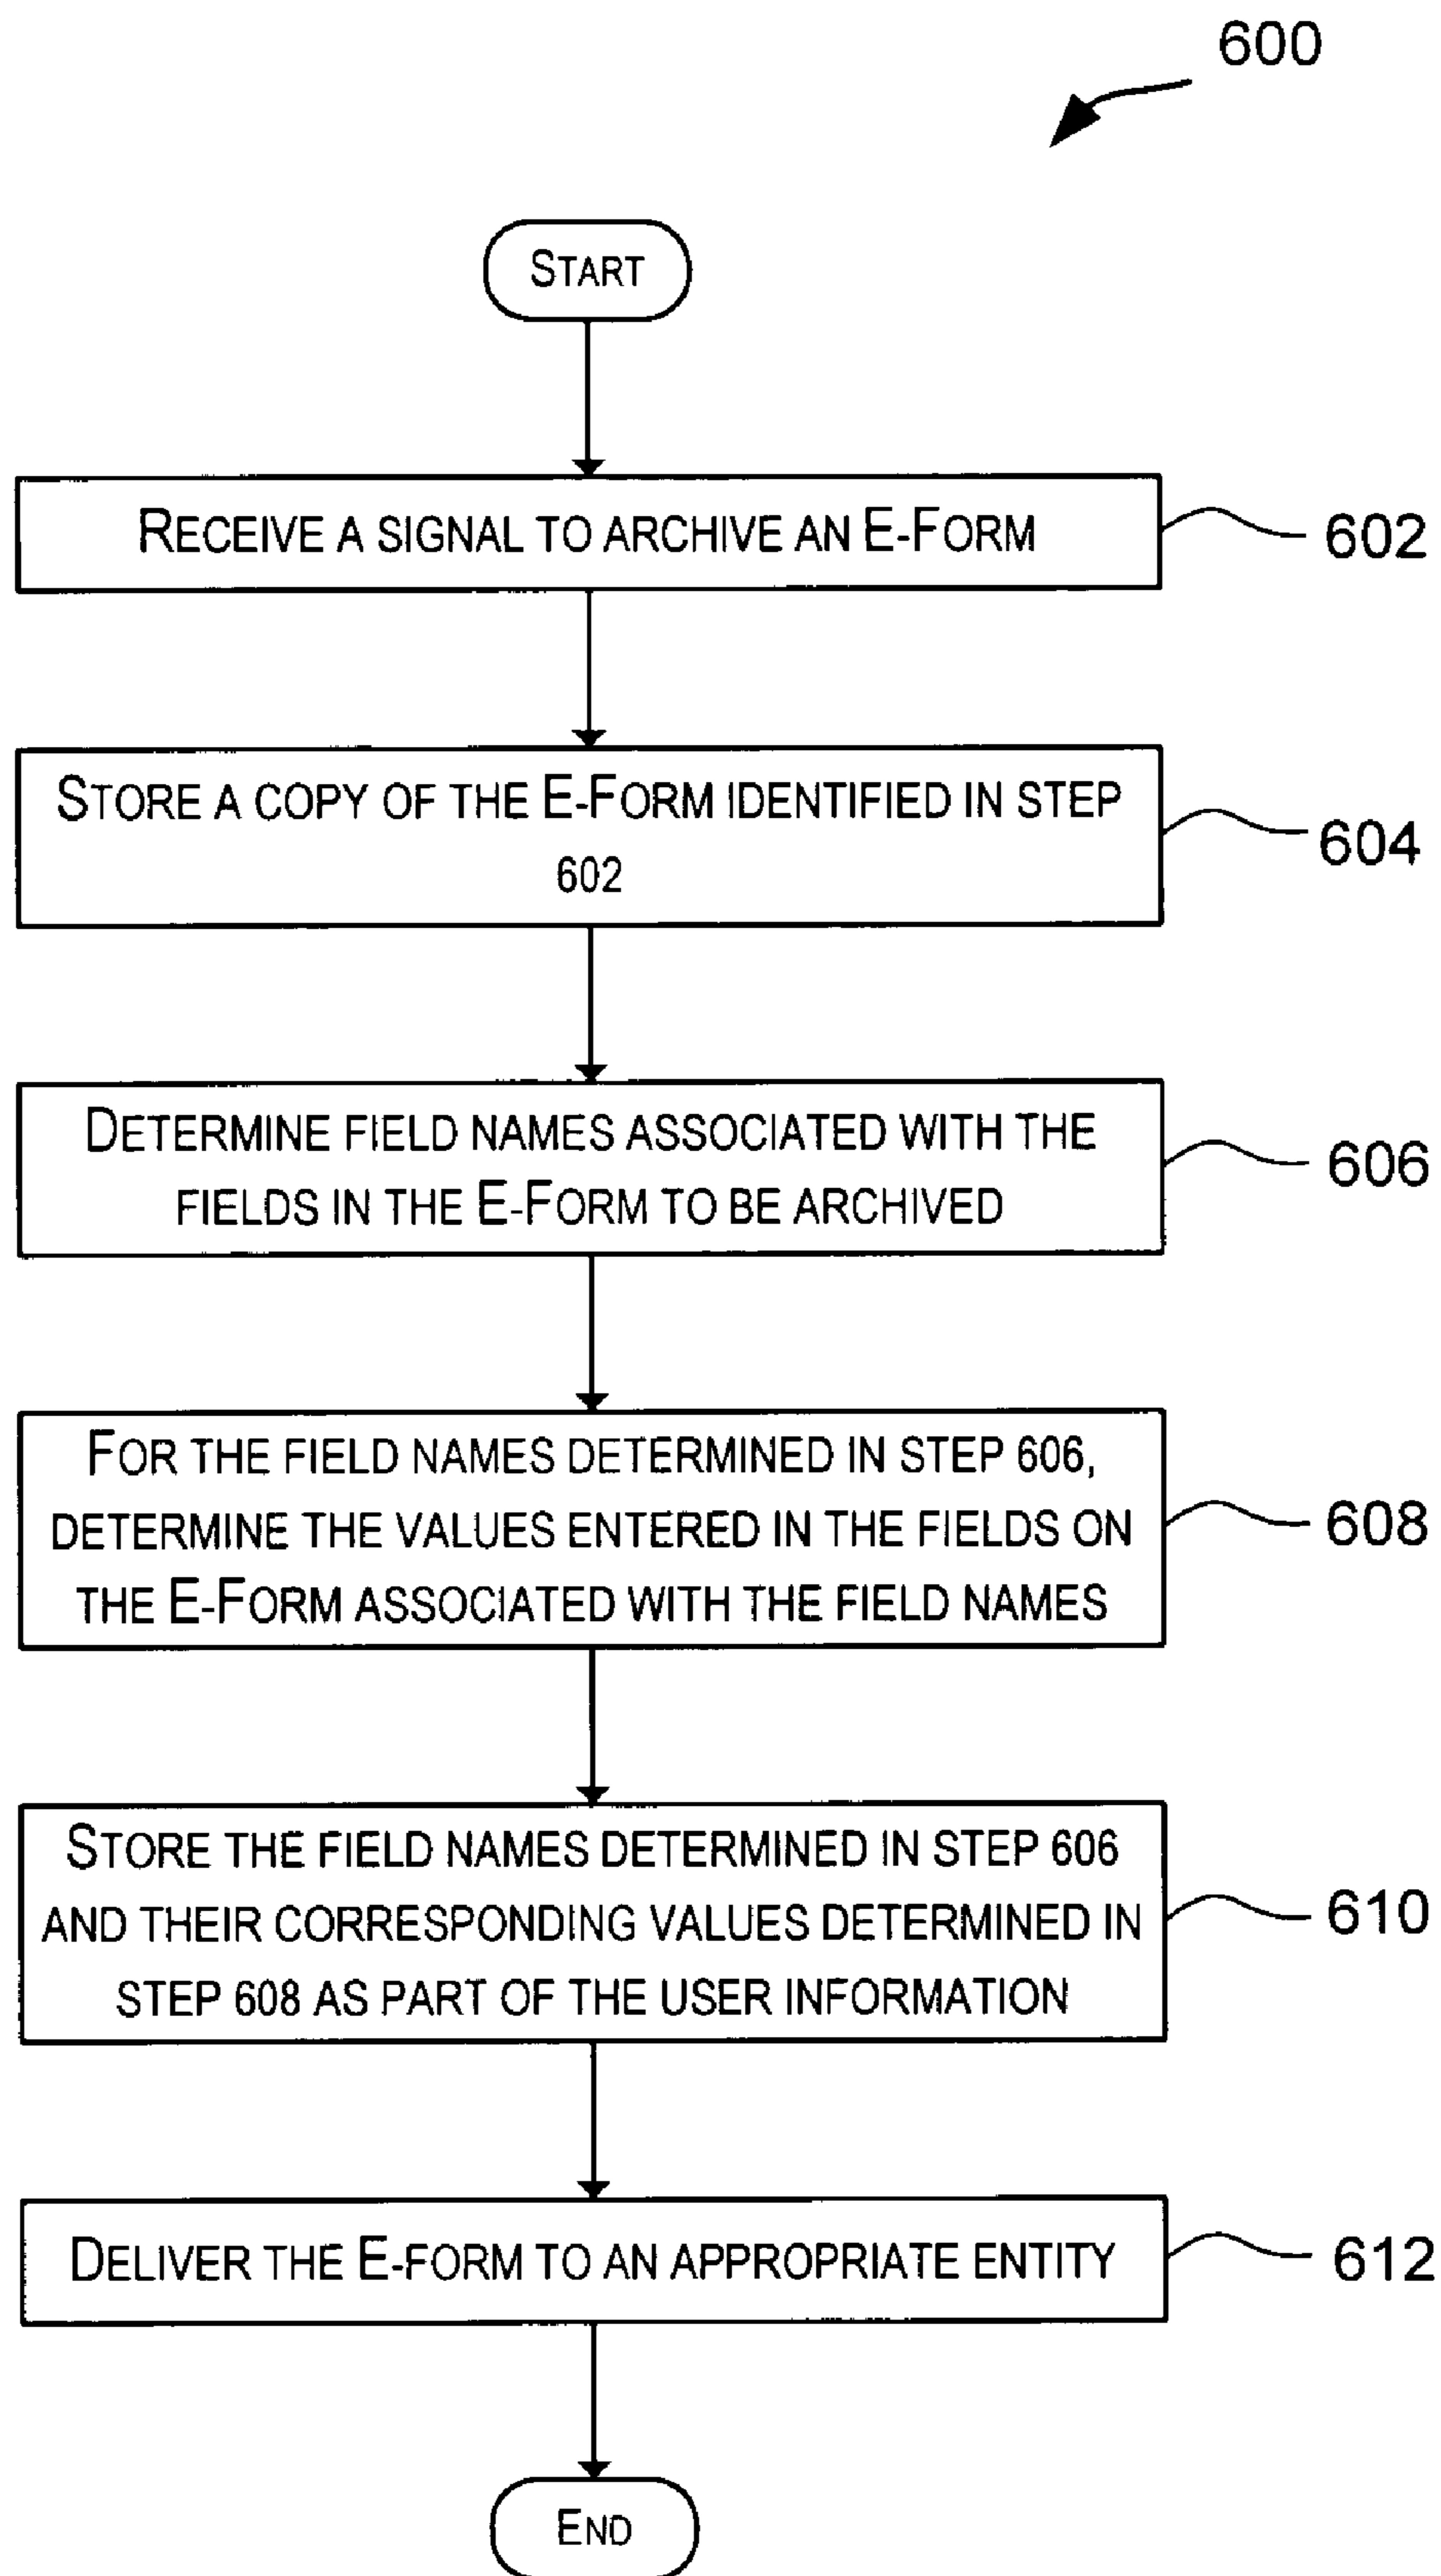 600
START
RECEIVE A SIGNAL TO ARCHIVE AN E-FORM
602
STORE A COPY OF THE E-FORM IDENTIFIED IN STEP
602
604
DETERMINE FIELD NAMES ASSOCIATED WITH THE
FIELDS IN THE E-FORM TO BE ARCHIVED
606
FOR THE FIELD NAMES DETERMINED IN STEP 606,
DETERMINE THE VALUES ENTERED IN THE FIELDS ON
THE E-FORM ASSOCIATED WITH THE FIELD NAMES
608
STORE THE FIELD NAMES DETERMINED IN STEP 606
AND THEIR CORRESPONDING VALUES DETERMINED IN
STEP 608 AS PART OF THE USER INFORMATION
610
DELIVER THE E-FORM TO AN APPROPRIATE ENTITY
612
END